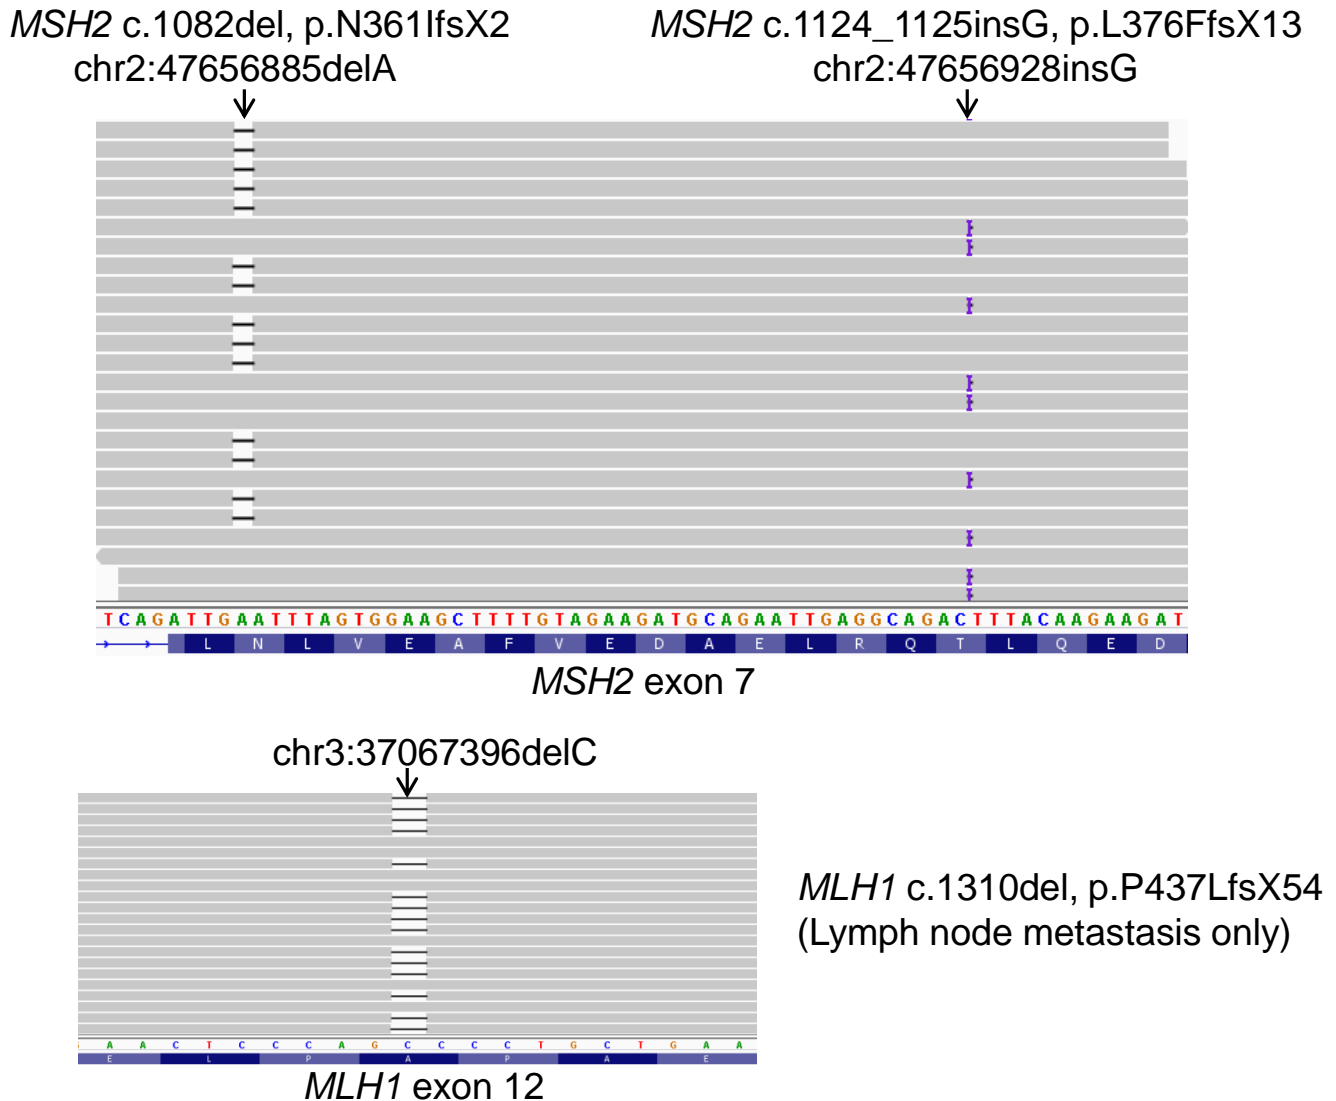 MSH2 c.1082del, p.N361IfsX2
chr2:47656885delA
MSH2 c.1124_1125insG, p.L376FfsX13
chr2:47656928insG
TCAGATTGAATTTAGTGGAAGCTTTTGTAGAAGATGCAGAATTGAGGCAGACTTTACAAGAAGAT
L N L V E A F V E D A E L R Q T L Q E D
MSH2 exon 7
chr3:37067396delC
A A C T C C C A G C C C C T G C T G A A
E L P A P A E
MLH1 exon 12
MLH1 c.1310del, p.P437LfsX54
(Lymph node metastasis only)